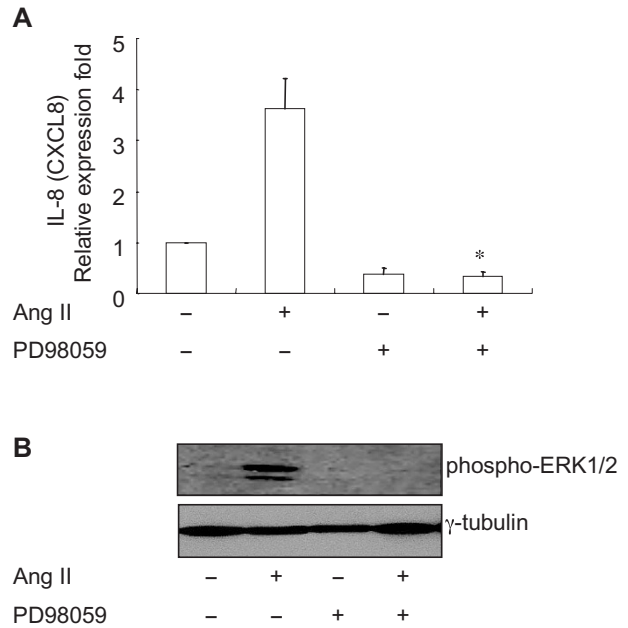 A
IL-8 (CXCL8)
Relative expression fold
5
4
3
2
1
0
*
Ang II – + – +
PD98059 – – + +
B
phospho-ERK1/2
γ-tubulin
Ang II – + – +
PD98059 – – + +